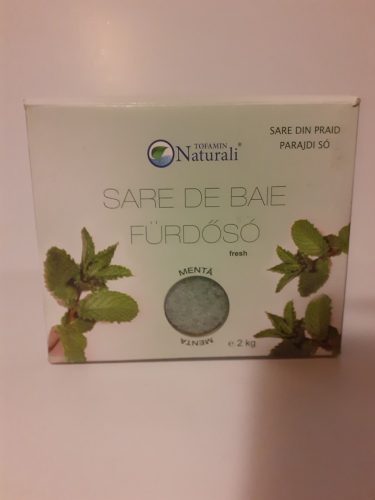 TOFAMIN
Naturali®
SARE DIN PRAID
PARAJDI SÓ
SARE DE BAIE
FÜRDŐSÓ
fresh
MENTĂ
MENTA
℮ 2 kg